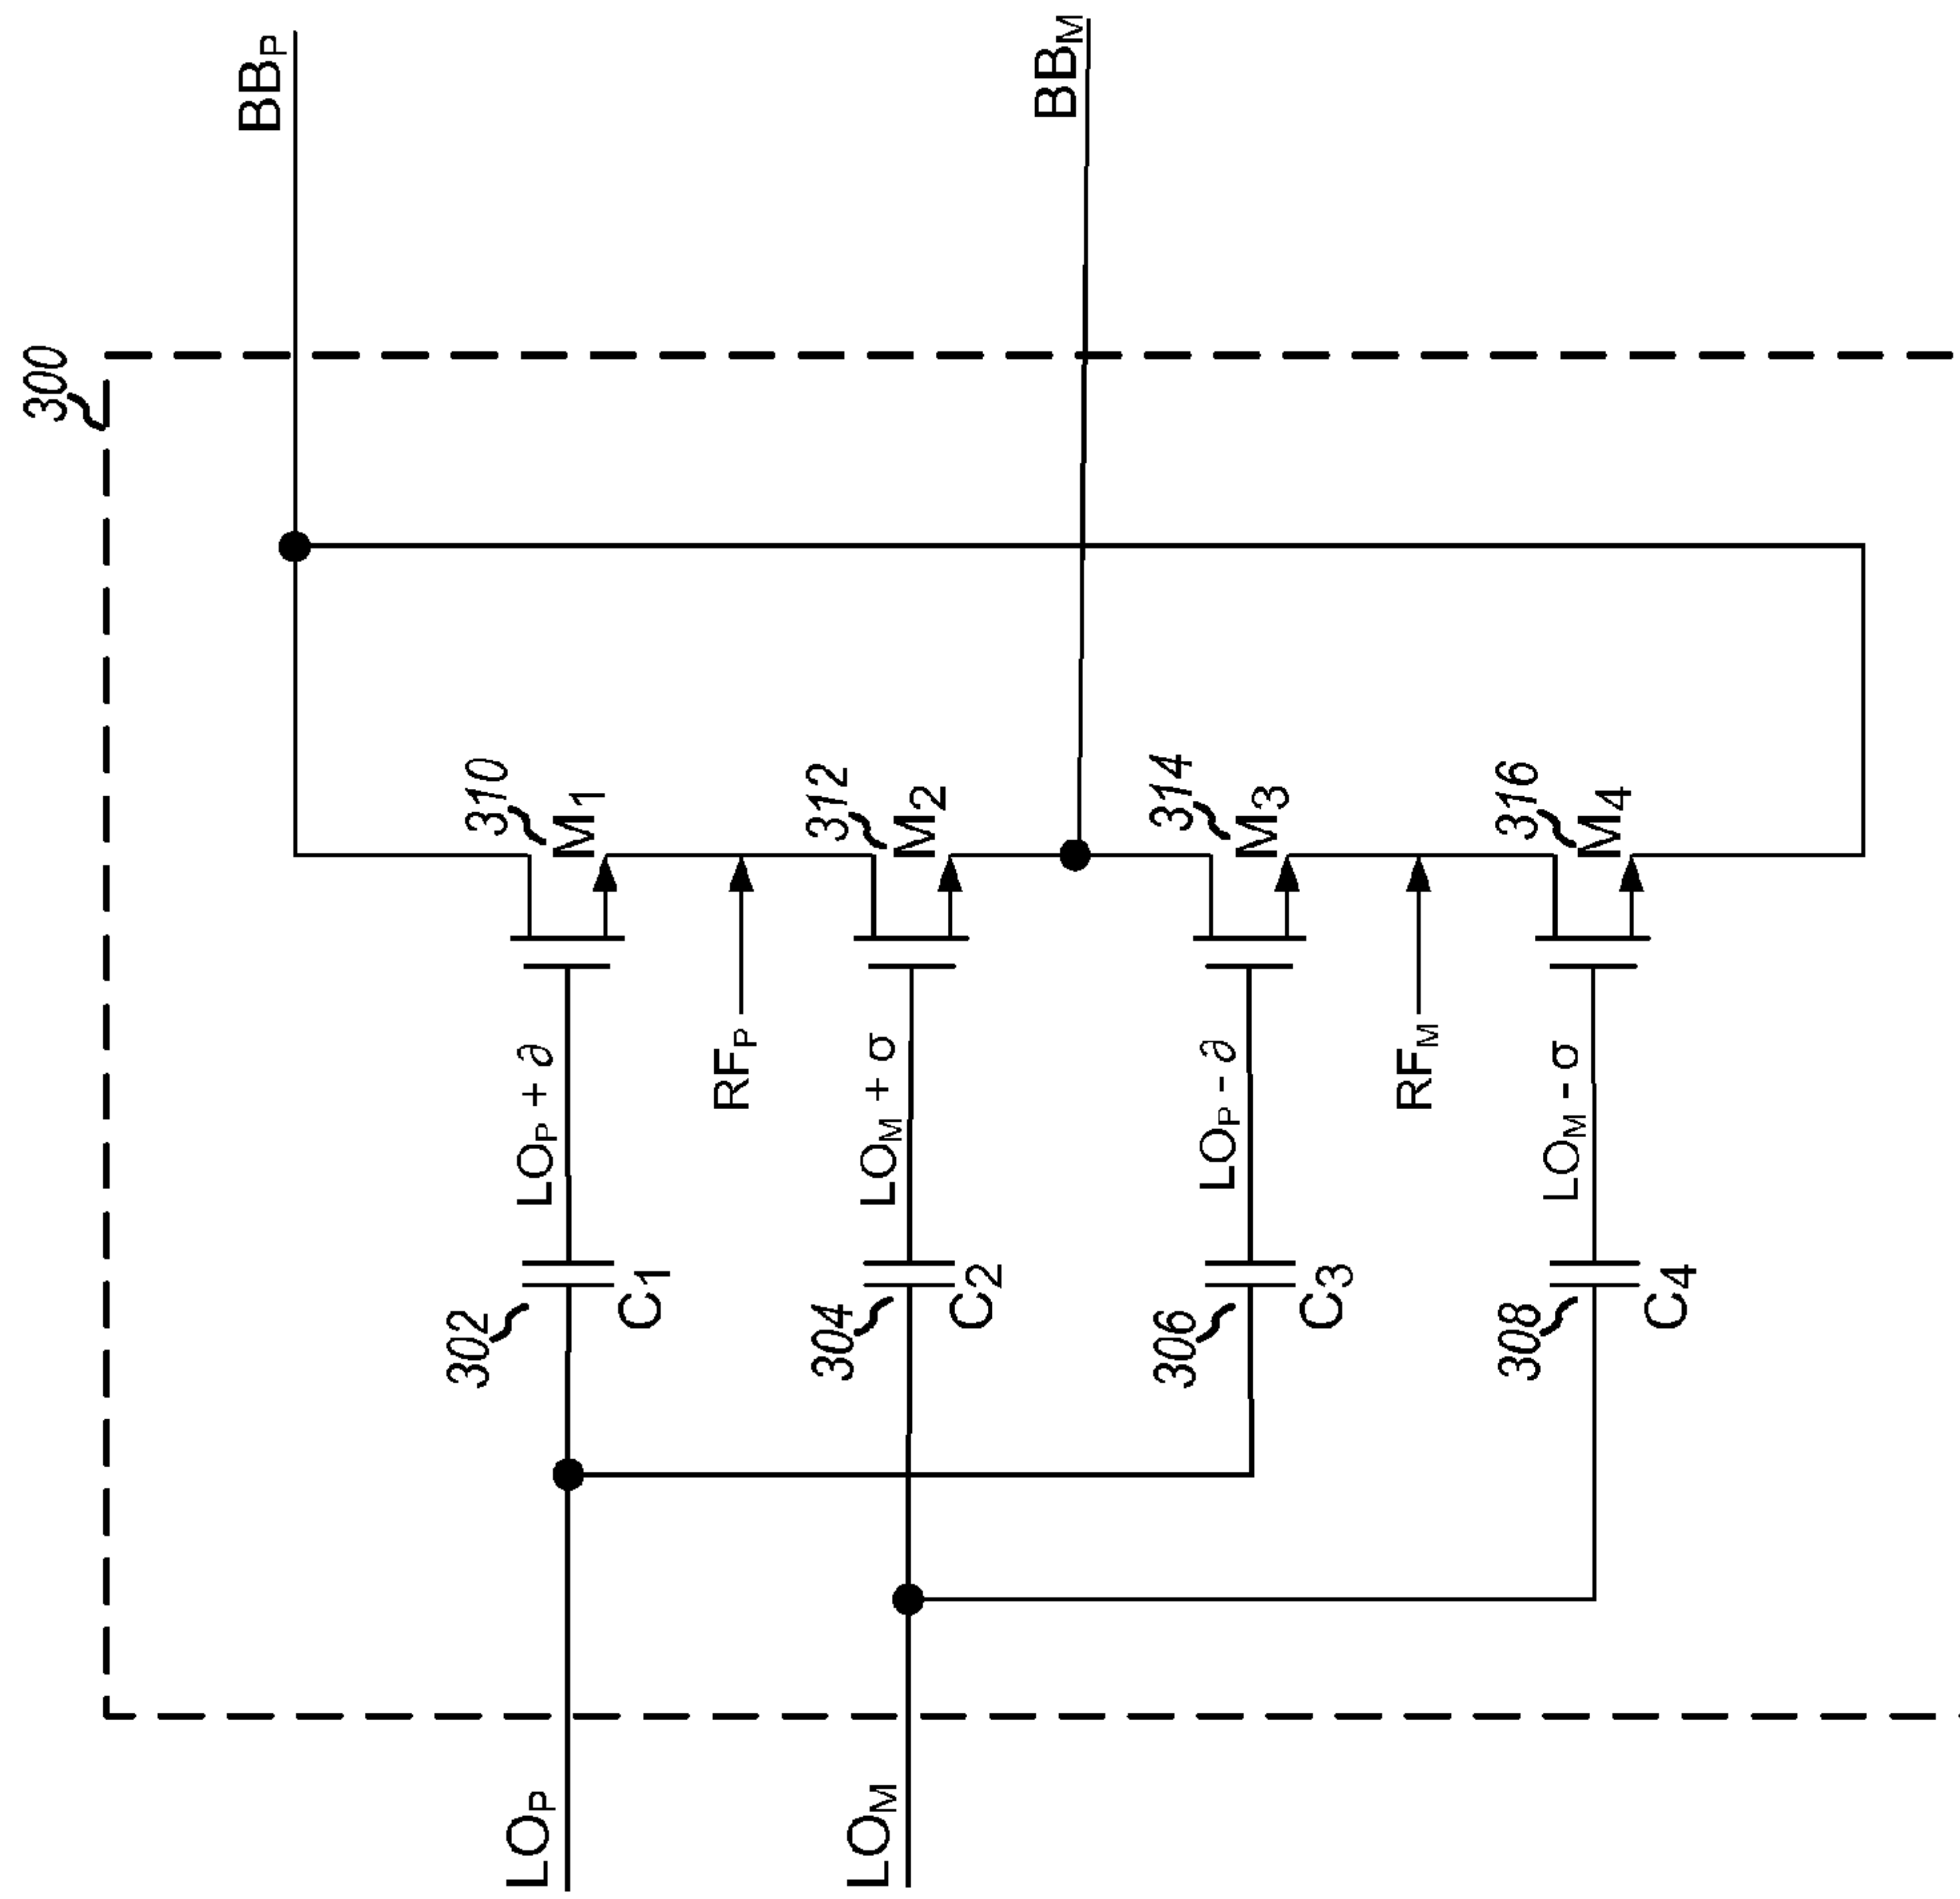 300
BBP
BBM
310
M1
312
M2
314
M3
316
M4
LOP + ∂
RFP
LOM + σ
LOP - ∂
RFM
LOM - σ
302
C1
304
C2
306
C3
308
C4
LOP
LOM